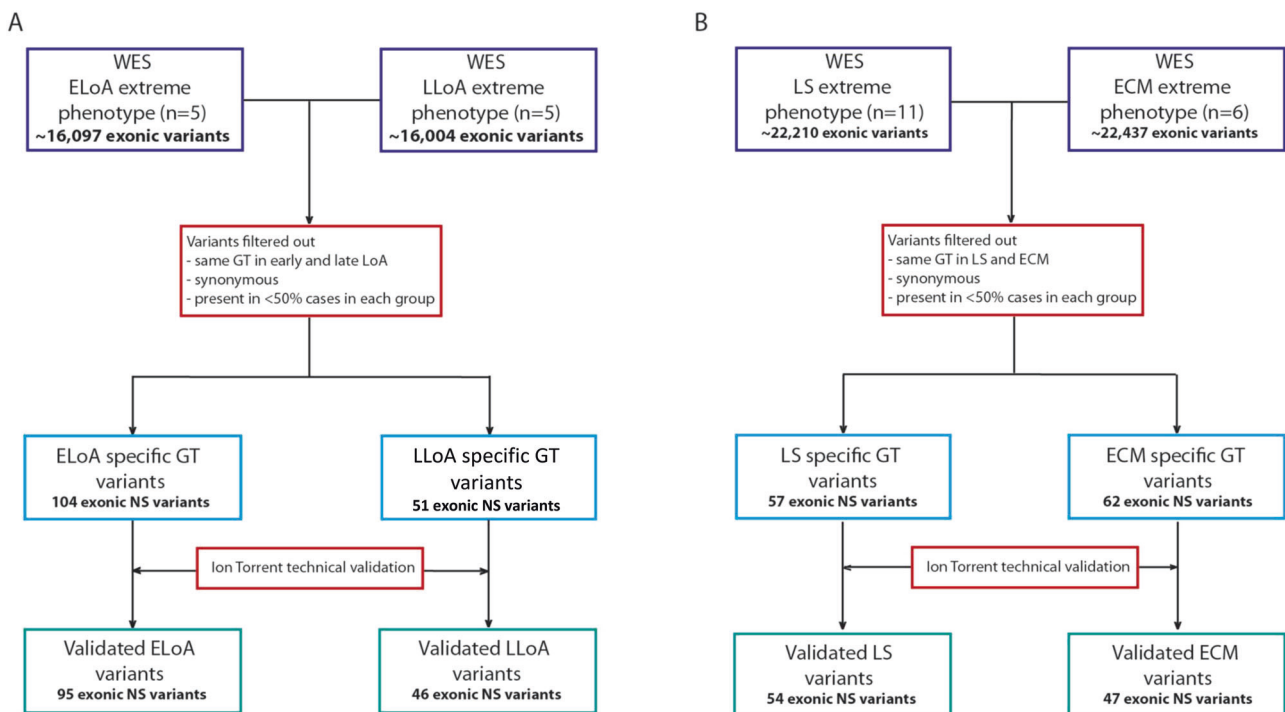 A
WES
ELoA extreme
phenotype (n=5)
~16,097 exonic variants
WES
LLoA extreme
phenotype (n=5)
~16,004 exonic variants
Variants filtered out
- same GT in early and late LoA
- synonymous
- present in <50% cases in each group
ELoA specific GT
variants
104 exonic NS variants
LLoA specific GT
variants
51 exonic NS variants
Ion Torrent technical validation
Validated ELoA
variants
95 exonic NS variants
Validated LLoA
variants
46 exonic NS variants
B
WES
LS extreme
phenotype (n=11)
~22,210 exonic variants
WES
ECM extreme
phenotype (n=6)
~22,437 exonic variants
Variants filtered out
- same GT in LS and ECM
- synonymous
- present in <50% cases in each group
LS specific GT
variants
57 exonic NS variants
ECM specific GT
variants
62 exonic NS variants
Ion Torrent technical validation
Validated LS
variants
54 exonic NS variants
Validated ECM
variants
47 exonic NS variants